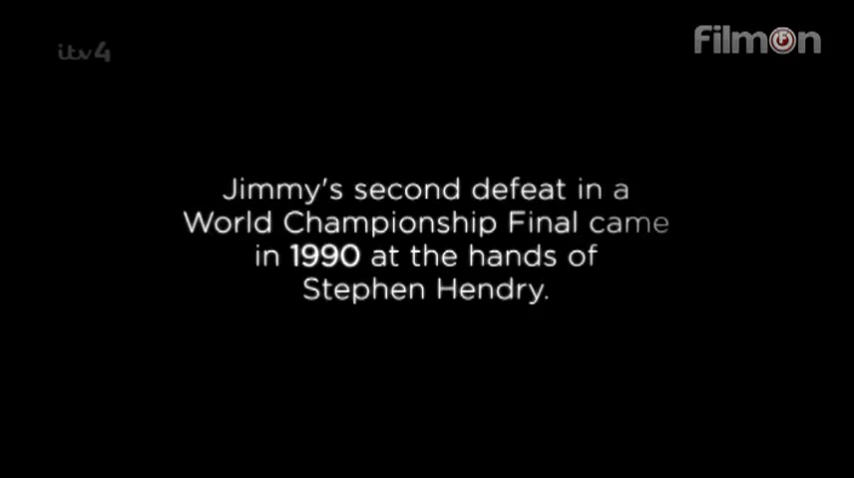 itv4
FilmOn
Jimmy's second defeat in a
World Championship Final came
in 1990 at the hands of
Stephen Hendry.